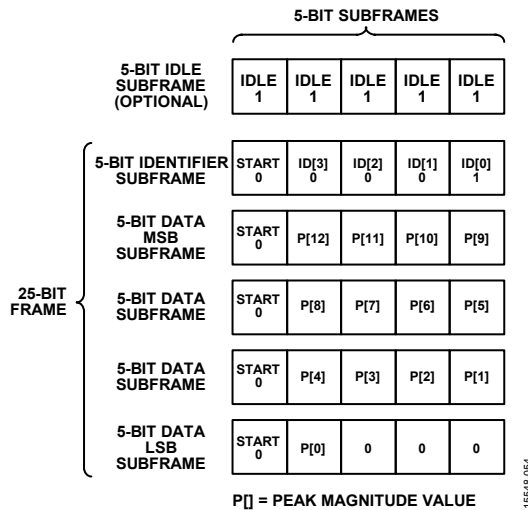 5-BIT SUBFRAMES
5-BIT IDLE
SUBFRAME
(OPTIONAL)
IDLE
1
IDLE
1
IDLE
1
IDLE
1
IDLE
1
25-BIT
FRAME
5-BIT IDENTIFIER
SUBFRAME
START
0
ID[3]
0
ID[2]
0
ID[1]
0
ID[0]
1
5-BIT DATA
MSB
SUBFRAME
START
0
P[12]
P[11]
P[10]
P[9]
5-BIT DATA
SUBFRAME
START
0
P[8]
P[7]
P[6]
P[5]
5-BIT DATA
SUBFRAME
START
0
P[4]
P[3]
P[2]
P[1]
5-BIT DATA
LSB
SUBFRAME
START
0
P[0]
0
0
0
P[] = PEAK MAGNITUDE VALUE
15548-054